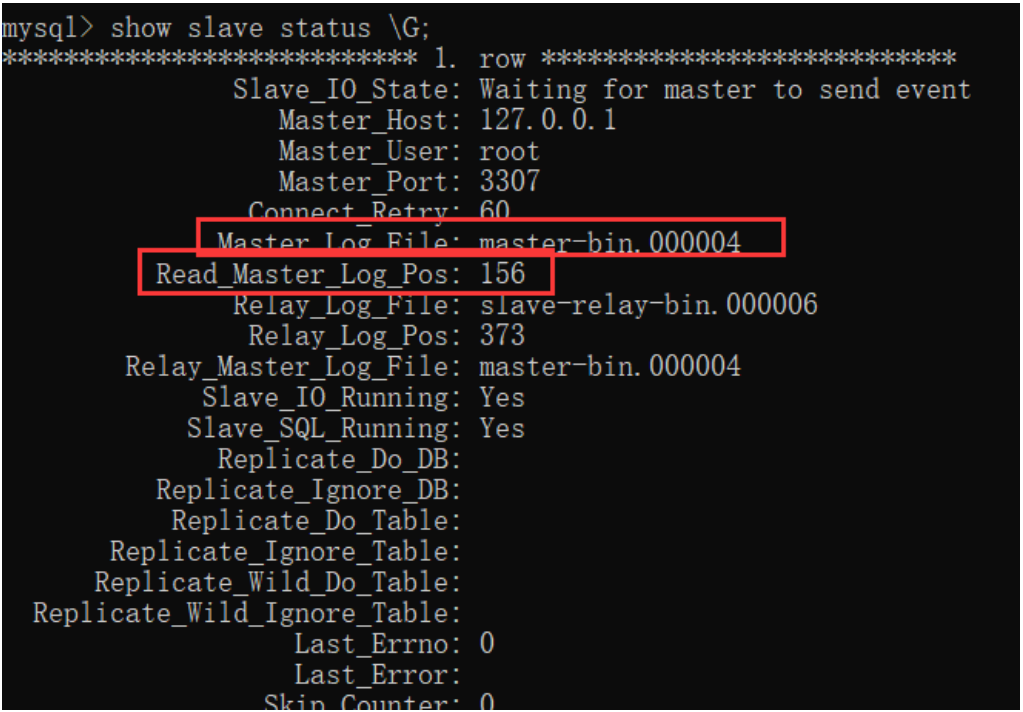 mysql> show slave status \G;
*************************** 1. row ***************************
Slave_IO_State: Waiting for master to send event
Master_Host: 127.0.0.1
Master_User: root
Master_Port: 3307
Connect_Retry: 60
Master_Log_File: master-bin.000004
Read_Master_Log_Pos: 156
Relay_Log_File: slave-relay-bin.000006
Relay_Log_Pos: 373
Relay_Master_Log_File: master-bin.000004
Slave_IO_Running: Yes
Slave_SQL_Running: Yes
Replicate_Do_DB:
Replicate_Ignore_DB:
Replicate_Do_Table:
Replicate_Ignore_Table:
Replicate_Wild_Do_Table:
Replicate_Wild_Ignore_Table:
Last_Errno: 0
Last_Error:
Skip_Counter: 0